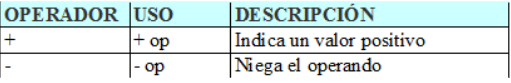 OPERADOR USO DESCRIPCIÓN
+ + op Indica un valor positivo
- - op Niega el operando